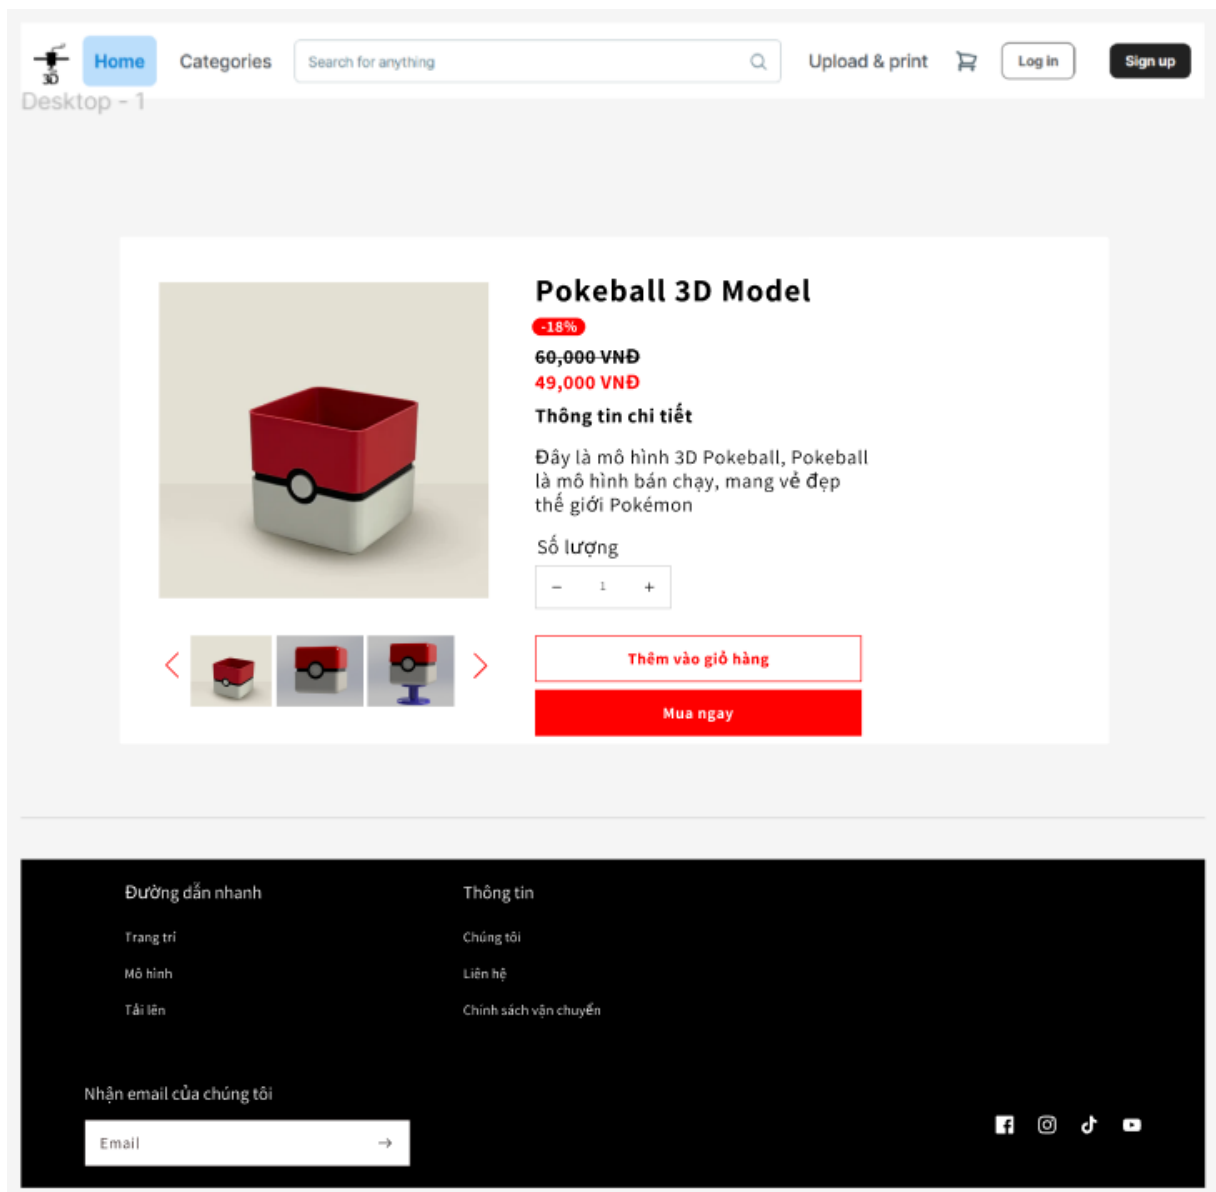 3D
Home
Categories
Search for anything
Upload & print
Log in
Sign up
Desktop - 1
Pokeball 3D Model
-18%
60,000 VNĐ
49,000 VNĐ
Thông tin chi tiết
Đây là mô hình 3D Pokeball, Pokeball
là mô hình bán chạy, mang vẻ đẹp
thế giới Pokémon
Số lượng
− 1 +
Thêm vào giỏ hàng
Mua ngay
Đường dẫn nhanh
Trang trí
Mô hình
Tải lên
Thông tin
Chúng tôi
Liên hệ
Chính sách vận chuyển
Nhận email của chúng tôi
Email